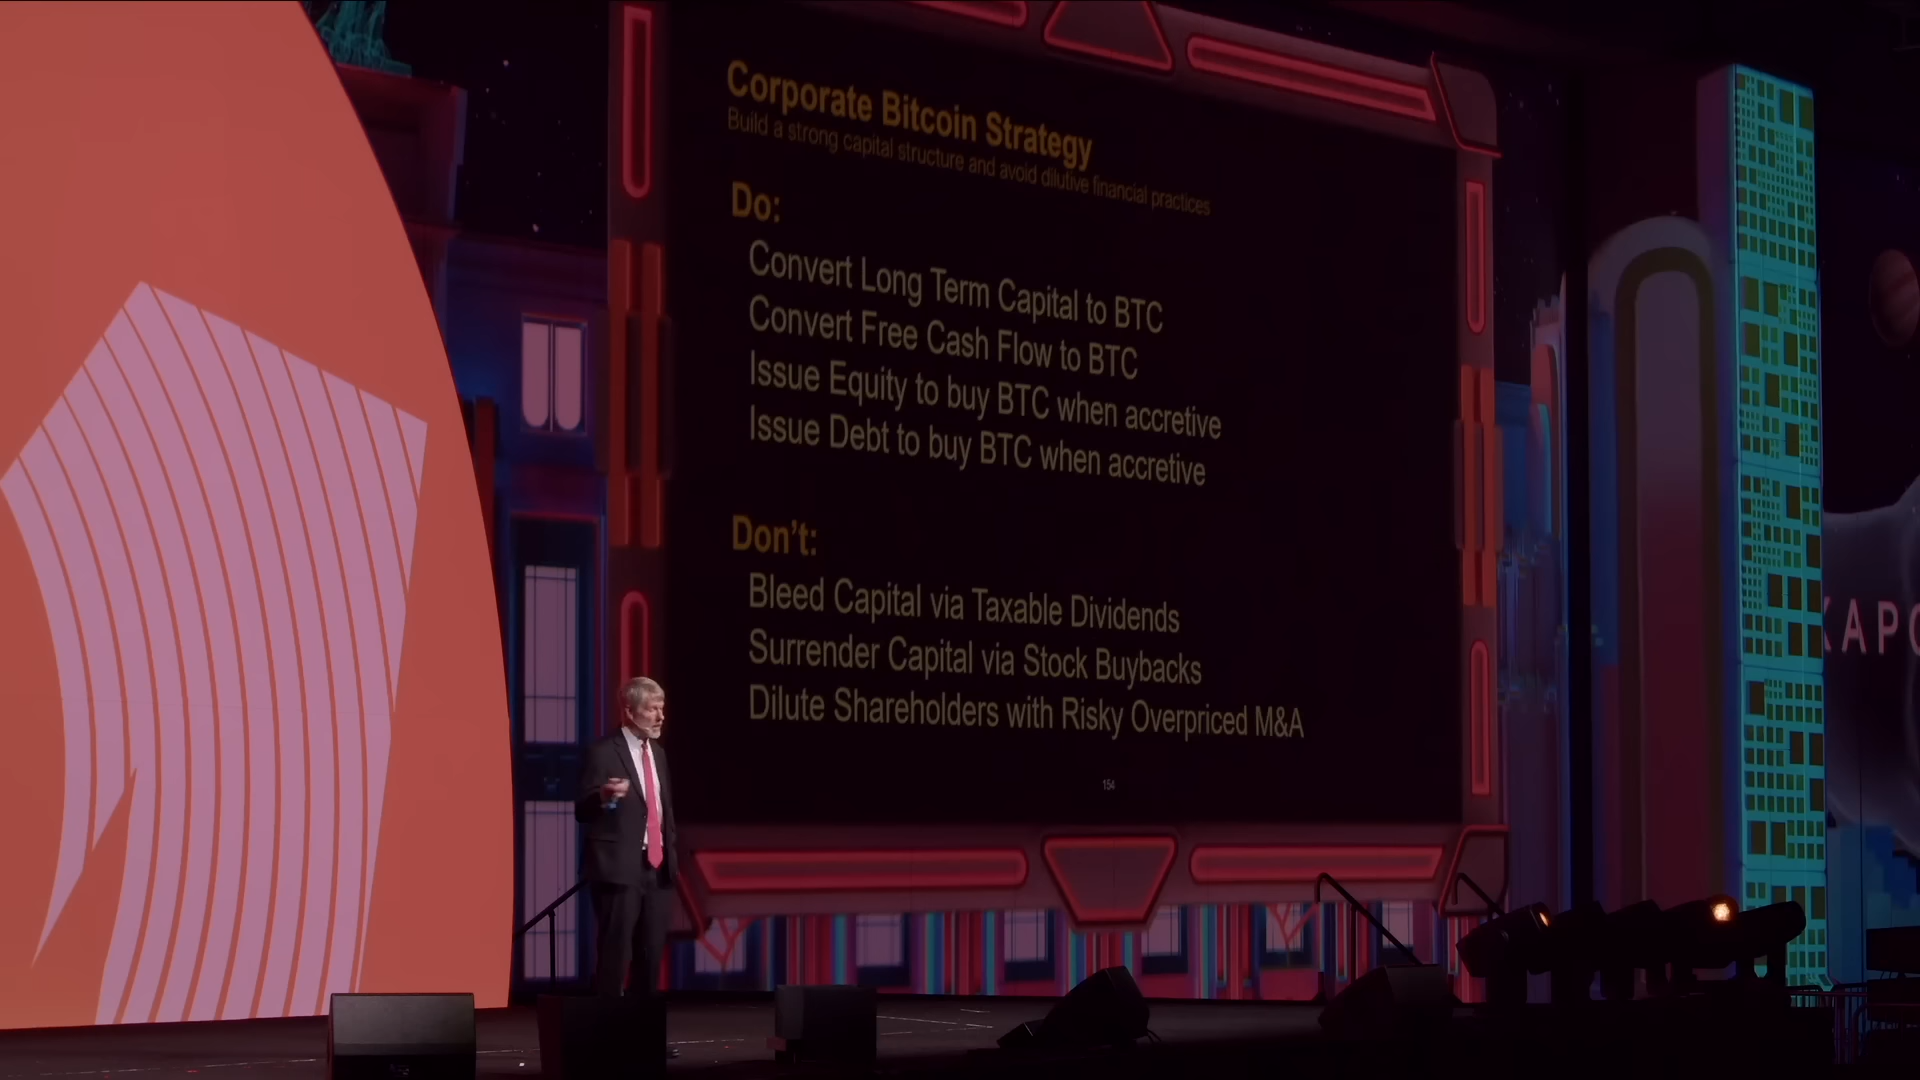 Corporate Bitcoin Strategy
Build a strong capital structure and avoid dilutive financial practices
Do:
Convert Long Term Capital to BTC
Convert Free Cash Flow to BTC
Issue Equity to buy BTC when accretive
Issue Debt to buy BTC when accretive
Don't:
Bleed Capital via Taxable Dividends
Surrender Capital via Stock Buybacks
Dilute Shareholders with Risky Overpriced M&A
154